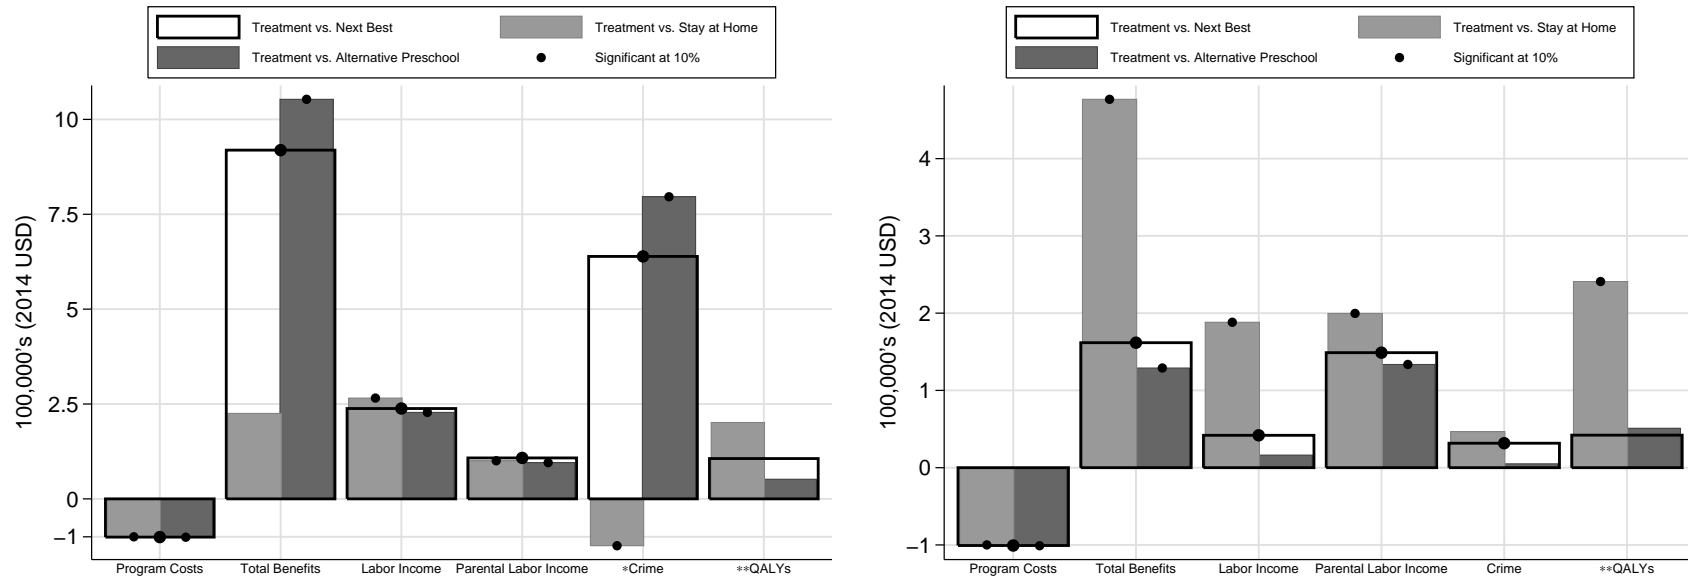 Treatment vs. Next Best
Treatment vs. Stay at Home
Treatment vs. Alternative Preschool
Significant at 10%
100,000's (2014 USD)
10
7.5
5
2.5
0
−1
Program Costs
Total Benefits
Labor Income
Parental Labor Income
*Crime
**QALYs
Treatment vs. Next Best
Treatment vs. Stay at Home
Treatment vs. Alternative Preschool
Significant at 10%
100,000's (2014 USD)
4
3
2
1
0
−1
Program Costs
Total Benefits
Labor Income
Parental Labor Income
Crime
**QALYs